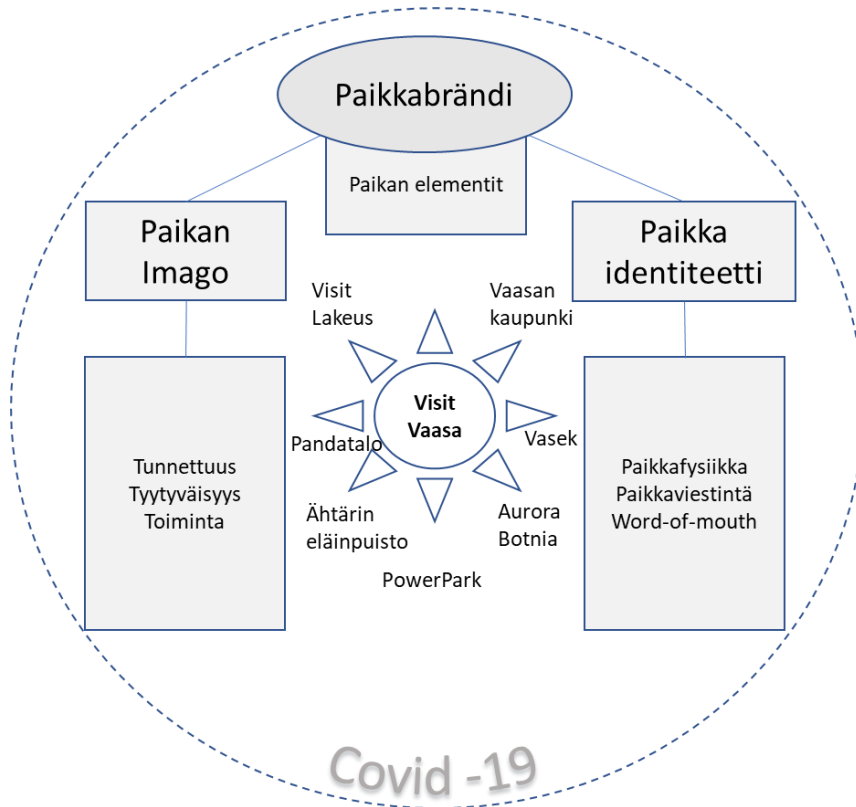 Paikkabrändi
Paikan elementit
Paikan
Imago
Paikka
identiteetti
Visit
Lakeus
Vaasan
kaupunki
Visit
Vaasa
Pandatalo
Vasek
Ähtärin
eläinpuisto
Aurora
Botnia
PowerPark
Tunnettuus
Tyytyväisyys
Toiminta
Paikkafysiikka
Paikkaviestintä
Word-of-mouth
Covid -19